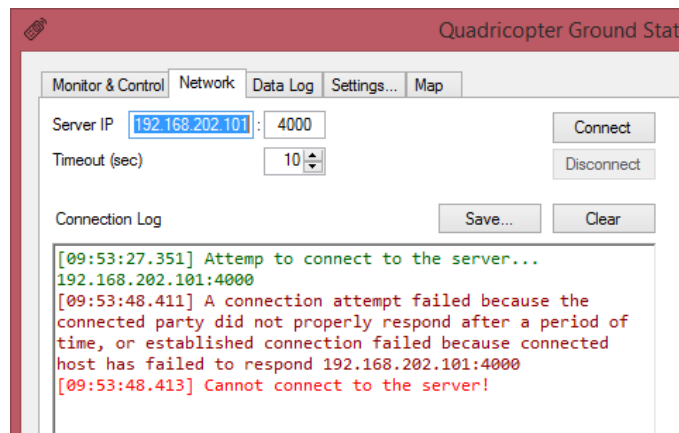 Quadricopter Ground Stat
Monitor & Control Network Data Log Settings... Map
Server IP 192.168.202.101 : 4000 Connect
Timeout (sec) 10 Disconnect
Connection Log Save... Clear
[09:53:27.351] Attemp to connect to the server...
192.168.202.101:4000
[09:53:48.411] A connection attempt failed because the
connected party did not properly respond after a period of
time, or established connection failed because connected
host has failed to respond 192.168.202.101:4000
[09:53:48.413] Cannot connect to the server!